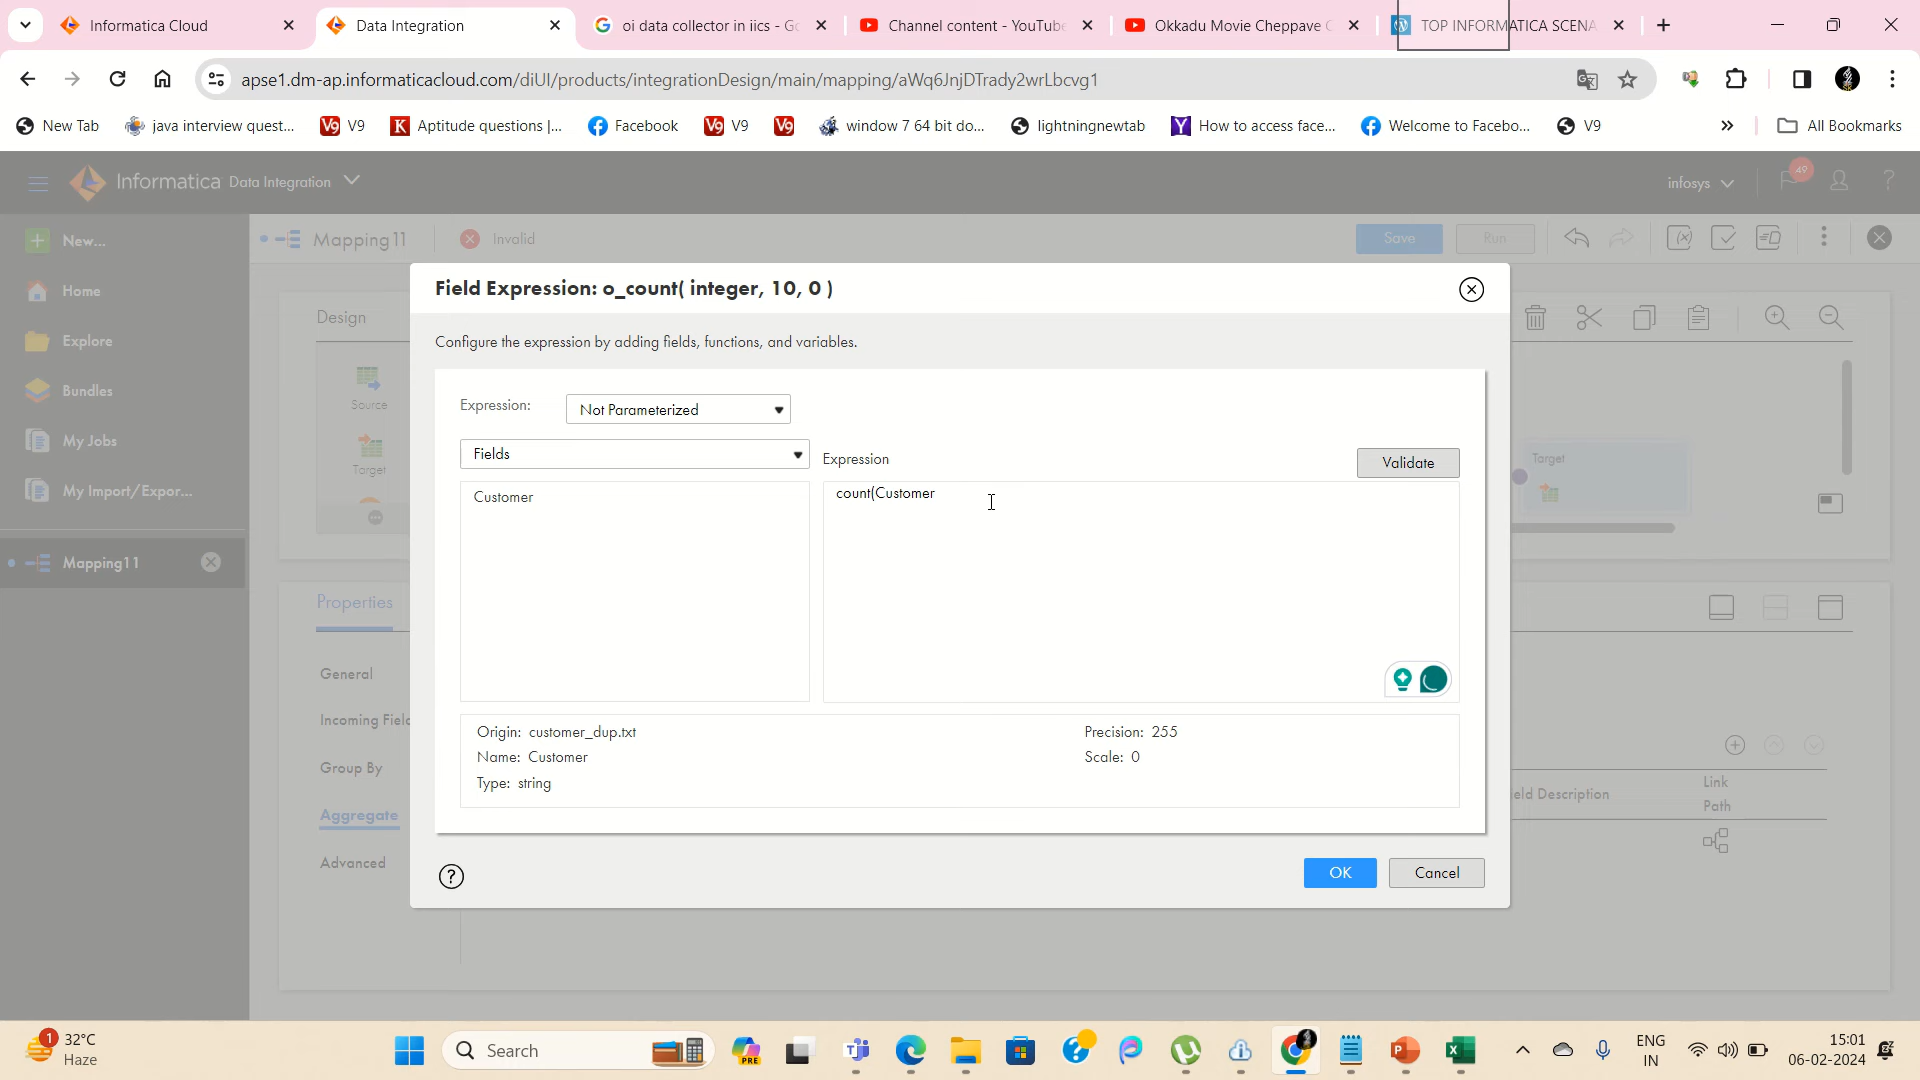 Informatica Cloud
Data Integration
oi data collector in iics - Go
Channel content - YouTube
Okkadu Movie Cheppave C
TOP INFORMATICA SCENA
apse1.dm-ap.informaticacloud.com/diUI/products/integrationDesign/main/mapping/aWq6JnjDTrady2wrLbcvg1
New Tab
java interview quest...
V9
Aptitude questions |...
Facebook
V9
window 7 64 bit do...
lightningnewtab
How to access face...
Welcome to Facebo...
V9
All Bookmarks
Informatica Data Integration
infosys
49
New...
Home
Explore
Bundles
My Jobs
My Import/Expor...
Mapping11
Mapping11
Invalid
Save
Run
Design
Source
Target
Target
Properties
General
Incoming Fiel
Group By
Aggregate
Advanced
eld Description
Link
Path
Field Expression: o_count( integer, 10, 0 )
Configure the expression by adding fields, functions, and variables.
Expression:
Not Parameterized
Fields
Expression
Validate
Customer
count(Customer
Origin: customer_dup.txt
Name: Customer
Type: string
Precision: 255
Scale: 0
OK
Cancel
1
32°C
Haze
Search
PRE
ENG
IN
15:01
06-02-2024